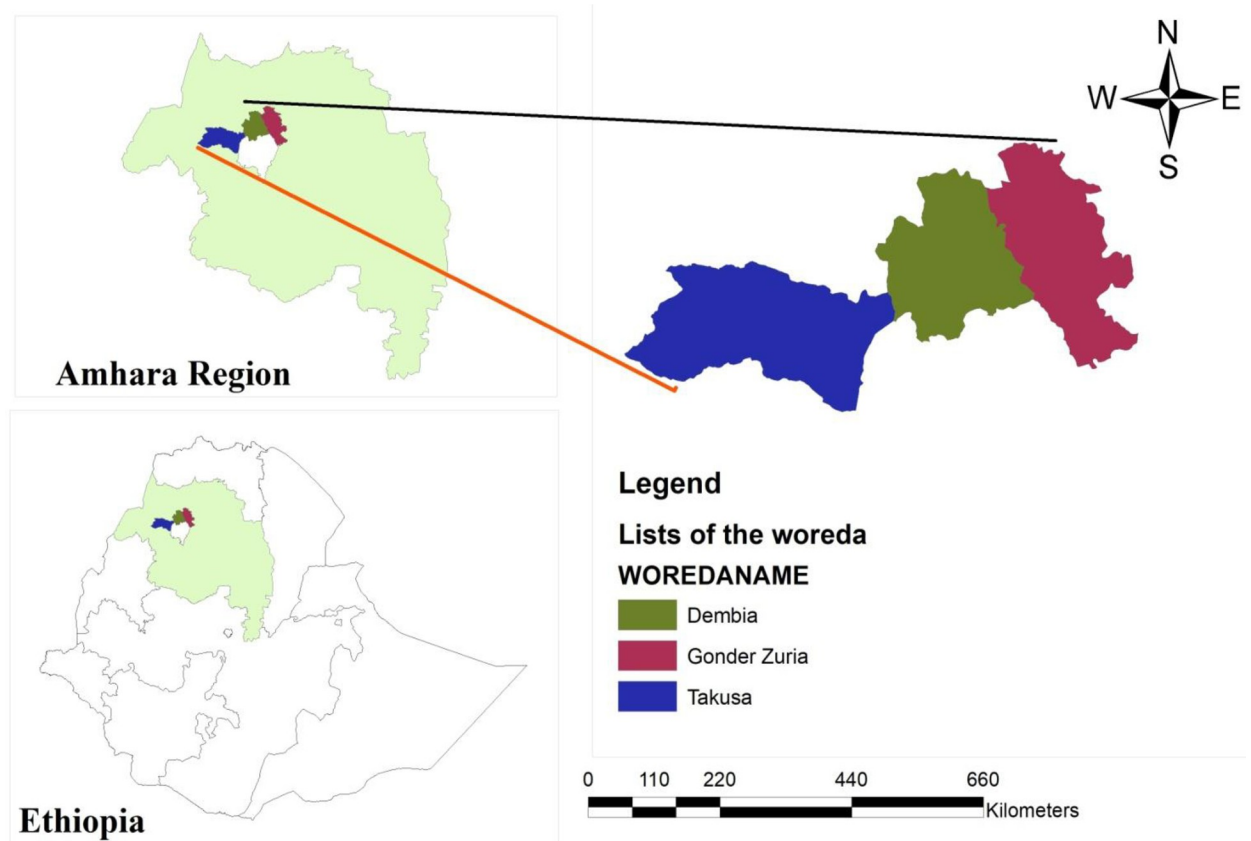 Amhara Region
Ethiopia
N
W E
S
Legend
Lists of the woreda
WOREDANAME
Dembia
Gonder Zuria
Takusa
0 110 220 440 660
Kilometers